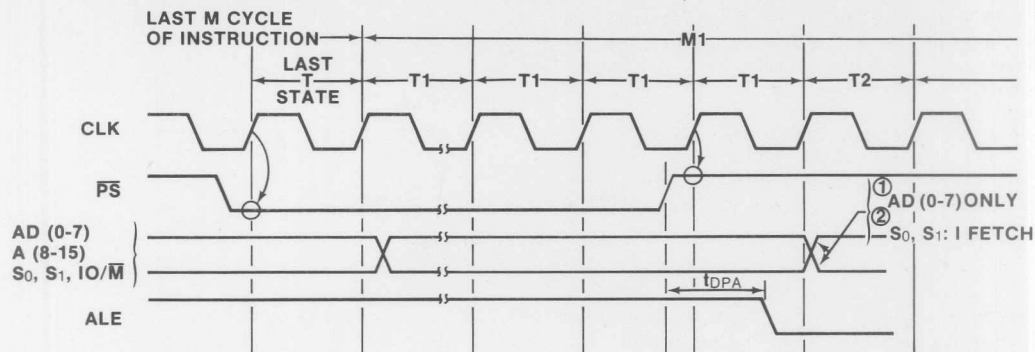 LAST M CYCLE
OF INSTRUCTION
M1
LAST
T
STATE
T1
T1
T1
T1
T2
CLK
PS
①
AD (0-7) ONLY
②
S0, S1: I FETCH
AD (0-7)
A (8-15)
S0, S1, IO/M
tDPA
ALE